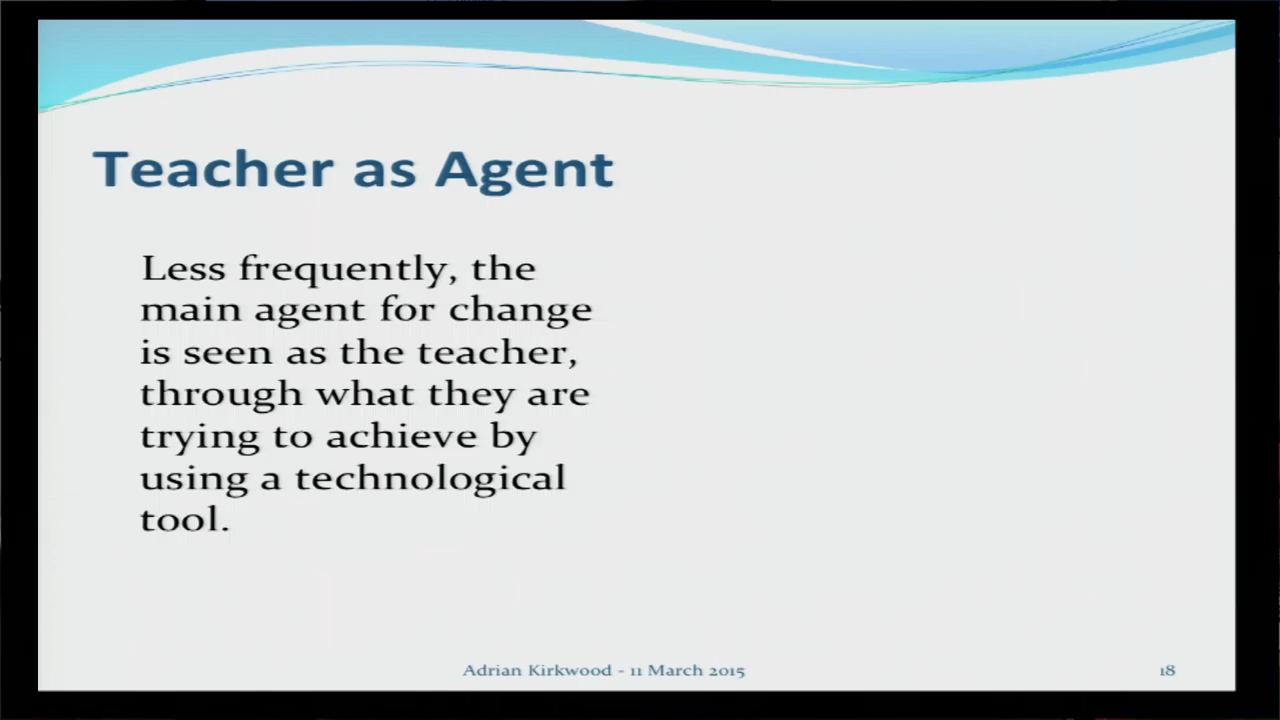 Teacher as Agent
Less frequently, the
main agent for change
is seen as the teacher,
through what they are
trying to achieve by
using a technological
tool.
Adrian Kirkwood - 11 March 2015
18